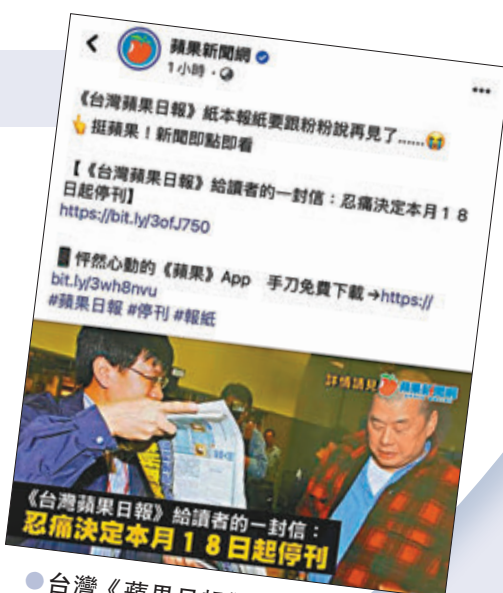 蘋果新聞網
1小時
《台灣蘋果日報》紙本報紙要跟粉粉說再見了......😭
👆挺蘋果!新聞即點即看
【《台灣蘋果日報》給讀者的一封信:忍痛決定本月18
日起停刊】
https://bit.ly/3ofJ750
📱怦然心動的《蘋果》App 手刀免費下載→https://
bit.ly/3wh8nvu
#蘋果日報 #停刊 #報紙
詳情請見 蘋果新聞網
《台灣蘋果日報》給讀者的一封信:
忍痛決定本月18日起停刊
●台灣《蘋果日報